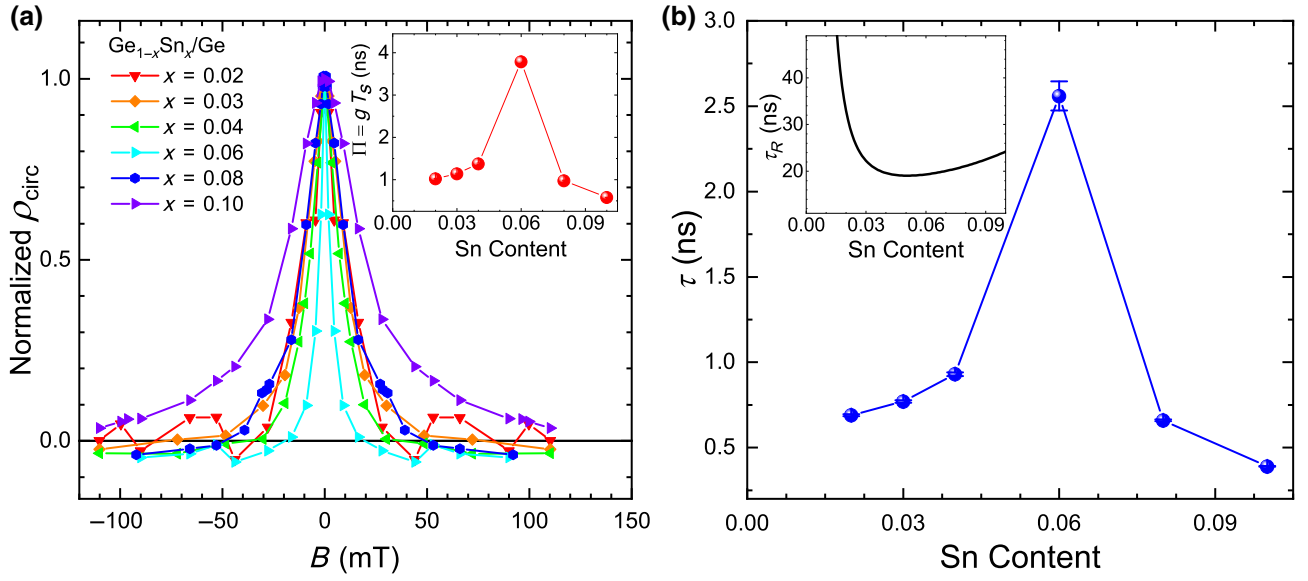 (a)
Ge₁₋ₓSnₓ/Ge
x = 0.02
x = 0.03
x = 0.04
x = 0.06
x = 0.08
x = 0.10
Normalized ρcirc
1.0
0.5
0.0
−100 −50 0 50 100 150
B (mT)
Π = g Tₛ (ns)
4
3
2
1
0.00 0.03 0.06 0.09
Sn Content
(b)
τ (ns)
3.0
2.5
2.0
1.5
1.0
0.5
0.00 0.03 0.06 0.09
Sn Content
τR (ns)
40
30
20
0.00 0.03 0.06 0.09
Sn Content